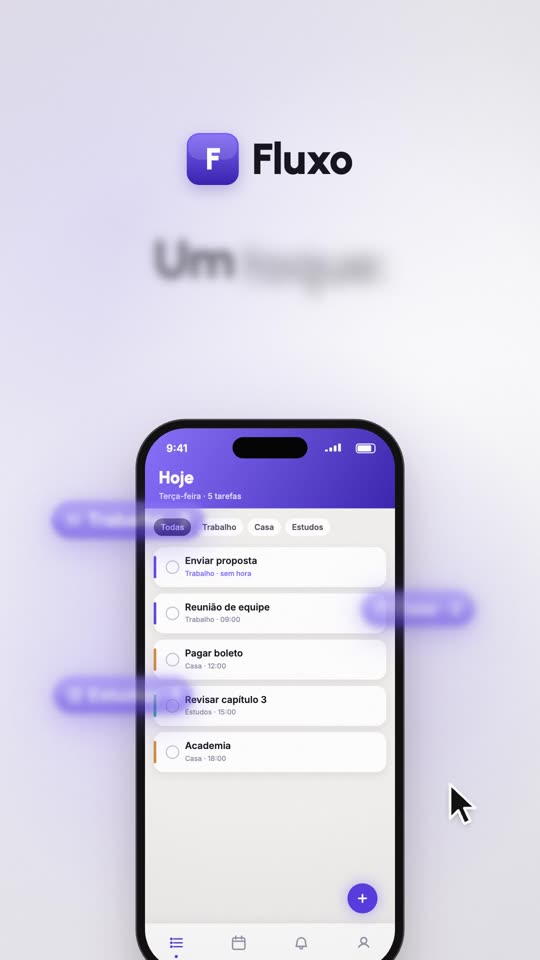 F Fluxo
Um toque.
9:41
Hoje
Terça-feira · 5 tarefas
Todas Trabalho Casa Estudos
Enviar proposta
Trabalho · sem hora
Reunião de equipe
Trabalho · 09:00
Pagar boleto
Casa · 12:00
Revisar capítulo 3
Estudos · 15:00
Academia
Casa · 18:00